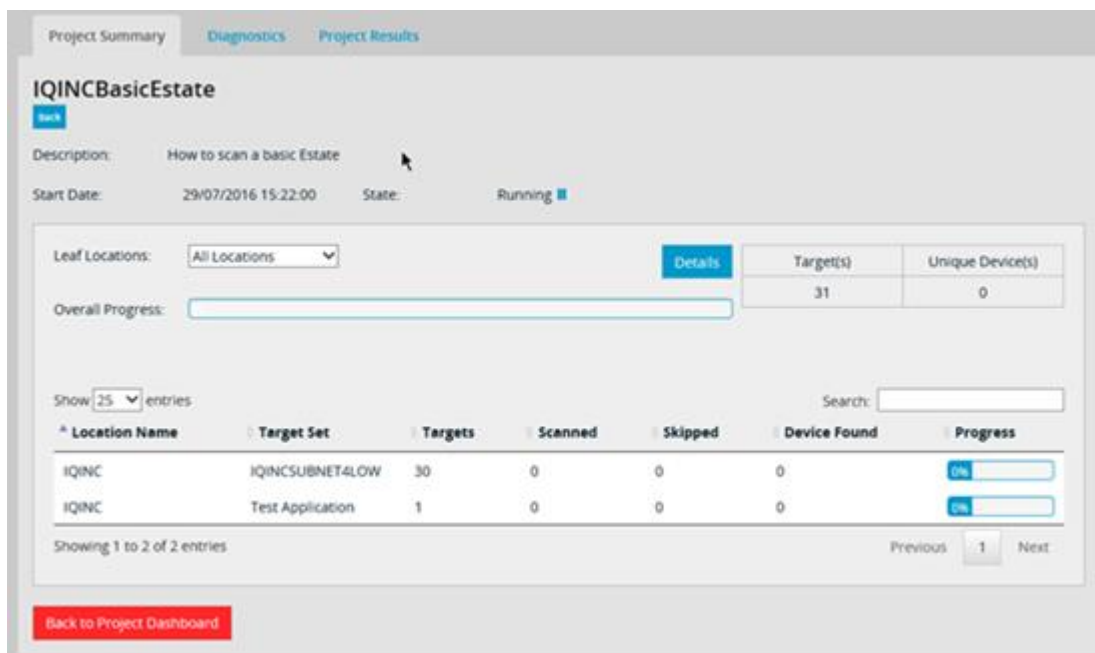 Project Summary Diagnostics Project Results
IQINCBasicEstate
Back
Description: How to scan a basic Estate
Start Date: 29/07/2016 15:22:00 State: Running
Leaf Locations: All Locations Details Target(s) Unique Device(s)
31 0
Overall Progress:
Show 25 entries Search:
Location Name Target Set Targets Scanned Skipped Device Found Progress
IQINC IQINCSUBNET4LOW 30 0 0 0 0%
IQINC Test Application 1 0 0 0 0%
Showing 1 to 2 of 2 entries Previous 1 Next
Back to Project Dashboard